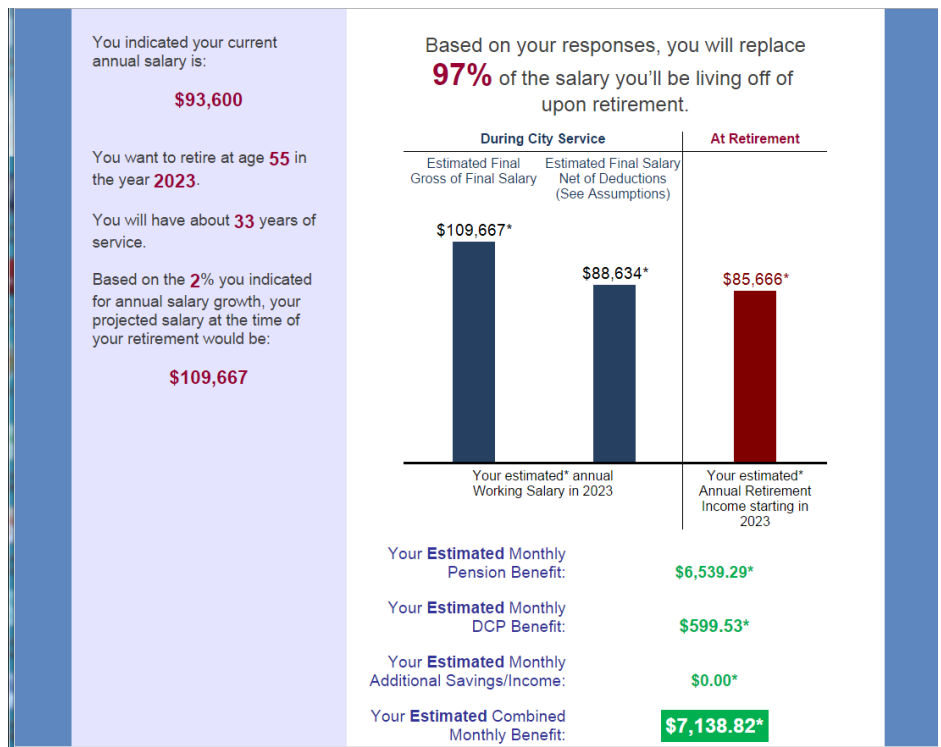 You indicated your current
annual salary is:
$93,600
You want to retire at age 55 in
the year 2023.
You will have about 33 years of
service.
Based on the 2% you indicated
for annual salary growth, your
projected salary at the time of
your retirement would be:
$109,667
Based on your responses, you will replace
97% of the salary you'll be living off of
upon retirement.
During City Service
At Retirement
Estimated Final
Gross of Final Salary
Estimated Final Salary
Net of Deductions
(See Assumptions)
$109,667*
$88,634*
$85,666*
Your estimated* annual
Working Salary in 2023
Your estimated*
Annual Retirement
Income starting in
2023
Your Estimated Monthly
Pension Benefit:
$6,539.29*
Your Estimated Monthly
DCP Benefit:
$599.53*
Your Estimated Monthly
Additional Savings/Income:
$0.00*
Your Estimated Combined
Monthly Benefit:
$7,138.82*